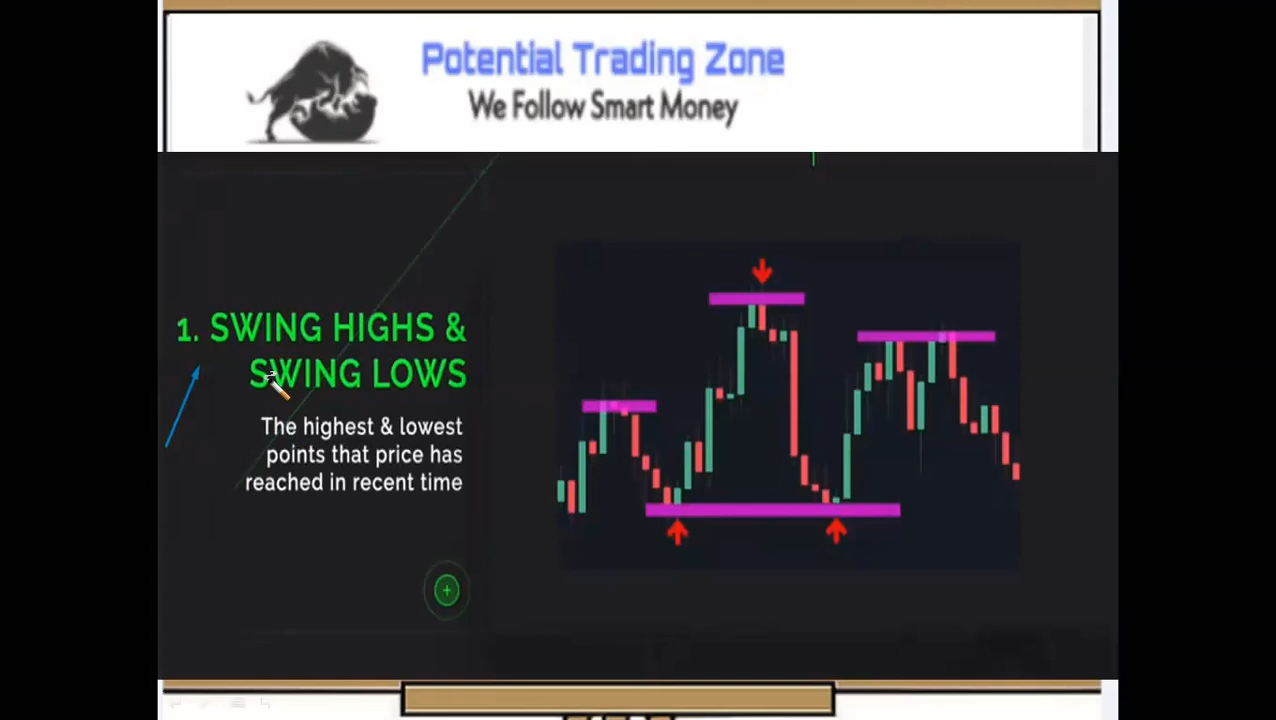 Potential Trading Zone
We Follow Smart Money
1. SWING HIGHS &
SWING LOWS
The highest & lowest
points that price has
reached in recent time